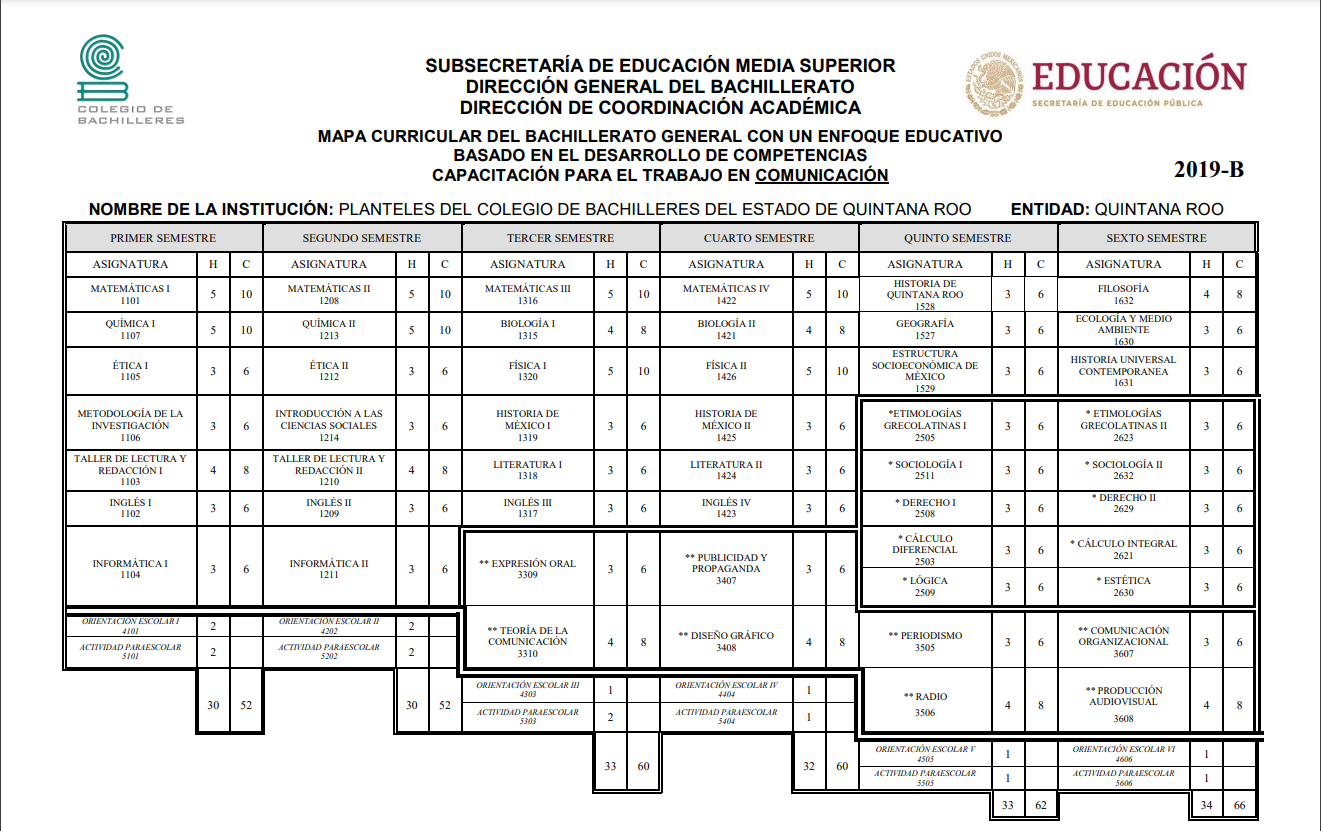 COLEGIO DE
BACHILLERES
SUBSECRETARÍA DE EDUCACIÓN MEDIA SUPERIOR
DIRECCIÓN GENERAL DEL BACHILLERATO
DIRECCIÓN DE COORDINACIÓN ACADÉMICA
ESTADOS UNIDOS MEXICANOS
EDUCACIÓN
SECRETARÍA DE EDUCACIÓN PÚBLICA
MAPA CURRICULAR DEL BACHILLERATO GENERAL CON UN ENFOQUE EDUCATIVO
BASADO EN EL DESARROLLO DE COMPETENCIAS
CAPACITACIÓN PARA EL TRABAJO EN COMUNICACIÓN
2019-B
NOMBRE DE LA INSTITUCIÓN: PLANTELES DEL COLEGIO DE BACHILLERES DEL ESTADO DE QUINTANA ROO ENTIDAD: QUINTANA ROO
PRIMER SEMESTRE SEGUNDO SEMESTRE TERCER SEMESTRE CUARTO SEMESTRE QUINTO SEMESTRE SEXTO SEMESTRE
ASIGNATURA H C ASIGNATURA H C ASIGNATURA H C ASIGNATURA H C ASIGNATURA H C ASIGNATURA H C
MATEMÁTICAS I
1101
5 10
MATEMÁTICAS II
1208
5 10
MATEMÁTICAS III
1316
5 10
MATEMÁTICAS IV
1422
5 10
HISTORIA DE
QUINTANA ROO
1528
3 6
FILOSOFÍA
1632
4 8
QUÍMICA I
1107
5 10
QUÍMICA II
1213
5 10
BIOLOGÍA I
1315
4 8
BIOLOGÍA II
1421
4 8
GEOGRAFÍA
1527
3 6
ECOLOGÍA Y MEDIO
AMBIENTE
1630
3 6
ÉTICA I
1105
3 6
ÉTICA II
1212
3 6
FÍSICA I
1320
5 10
FÍSICA II
1426
5 10
ESTRUCTURA
SOCIOECONÓMICA DE
MÉXICO
1529
3 6
HISTORIA UNIVERSAL
CONTEMPORANEA
1631
3 6
METODOLOGÍA DE LA
INVESTIGACIÓN
1106
3 6
INTRODUCCIÓN A LAS
CIENCIAS SOCIALES
1214
3 6
HISTORIA DE
MÉXICO I
1319
3 6
HISTORIA DE
MÉXICO II
1425
3 6
*ETIMOLOGÍAS
GRECOLATINAS I
2505
3 6
* ETIMOLOGÍAS
GRECOLATINAS II
2623
3 6
TALLER DE LECTURA Y
REDACCIÓN I
1103
4 8
TALLER DE LECTURA Y
REDACCIÓN II
1210
4 8
LITERATURA I
1318
3 6
LITERATURA II
1424
3 6
* SOCIOLOGÍA I
2511
3 6
* SOCIOLOGÍA II
2632
3 6
INGLÉS I
1102
3 6
INGLÉS II
1209
3 6
INGLÉS III
1317
3 6
INGLÉS IV
1423
3 6
* DERECHO I
2508
3 6
* DERECHO II
2629
3 6
INFORMÁTICA I
1104
3 6
INFORMÁTICA II
1211
3 6
** EXPRESIÓN ORAL
3309
3 6
** PUBLICIDAD Y
PROPAGANDA
3407
3 6
* CÁLCULO
DIFERENCIAL
2503
3 6
* CÁLCULO INTEGRAL
2621
3 6
* LÓGICA
2509
3 6
* ESTÉTICA
2630
3 6
ORIENTACIÓN ESCOLAR I
4101
2
ORIENTACIÓN ESCOLAR II
4202
2
** TEORÍA DE LA
COMUNICACIÓN
3310
4 8
** DISEÑO GRÁFICO
3408
4 8
** PERIODISMO
3505
3 6
** COMUNICACIÓN
ORGANIZACIONAL
3607
3 6
ACTIVIDAD PARAESCOLAR
5101
2
ACTIVIDAD PARAESCOLAR
5202
2
30 52
30 52
ORIENTACIÓN ESCOLAR III
4303
1
ORIENTACIÓN ESCOLAR IV
4404
1
** RADIO
3506
4 8
** PRODUCCIÓN
AUDIOVISUAL
3608
4 8
ACTIVIDAD PARAESCOLAR
5303
2
ACTIVIDAD PARAESCOLAR
5404
1
33 60
32 60
ORIENTACIÓN ESCOLAR V
4505
1
ORIENTACIÓN ESCOLAR VI
4606
1
ACTIVIDAD PARAESCOLAR
5505
1
ACTIVIDAD PARAESCOLAR
5606
1
33 62
34 66